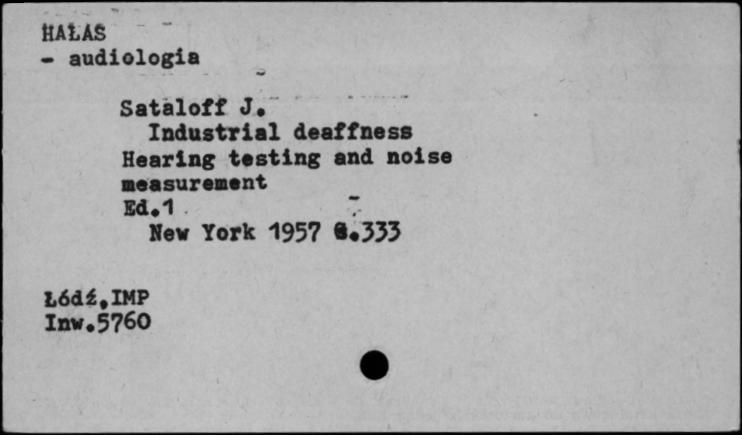 HAŁAS
- audiologia
Sataloff J.
Industrial deaffness
Hearing testing and noise
measurement
Ed.1
New York 1957 S.333
Łódź,IMP
Inw.5760